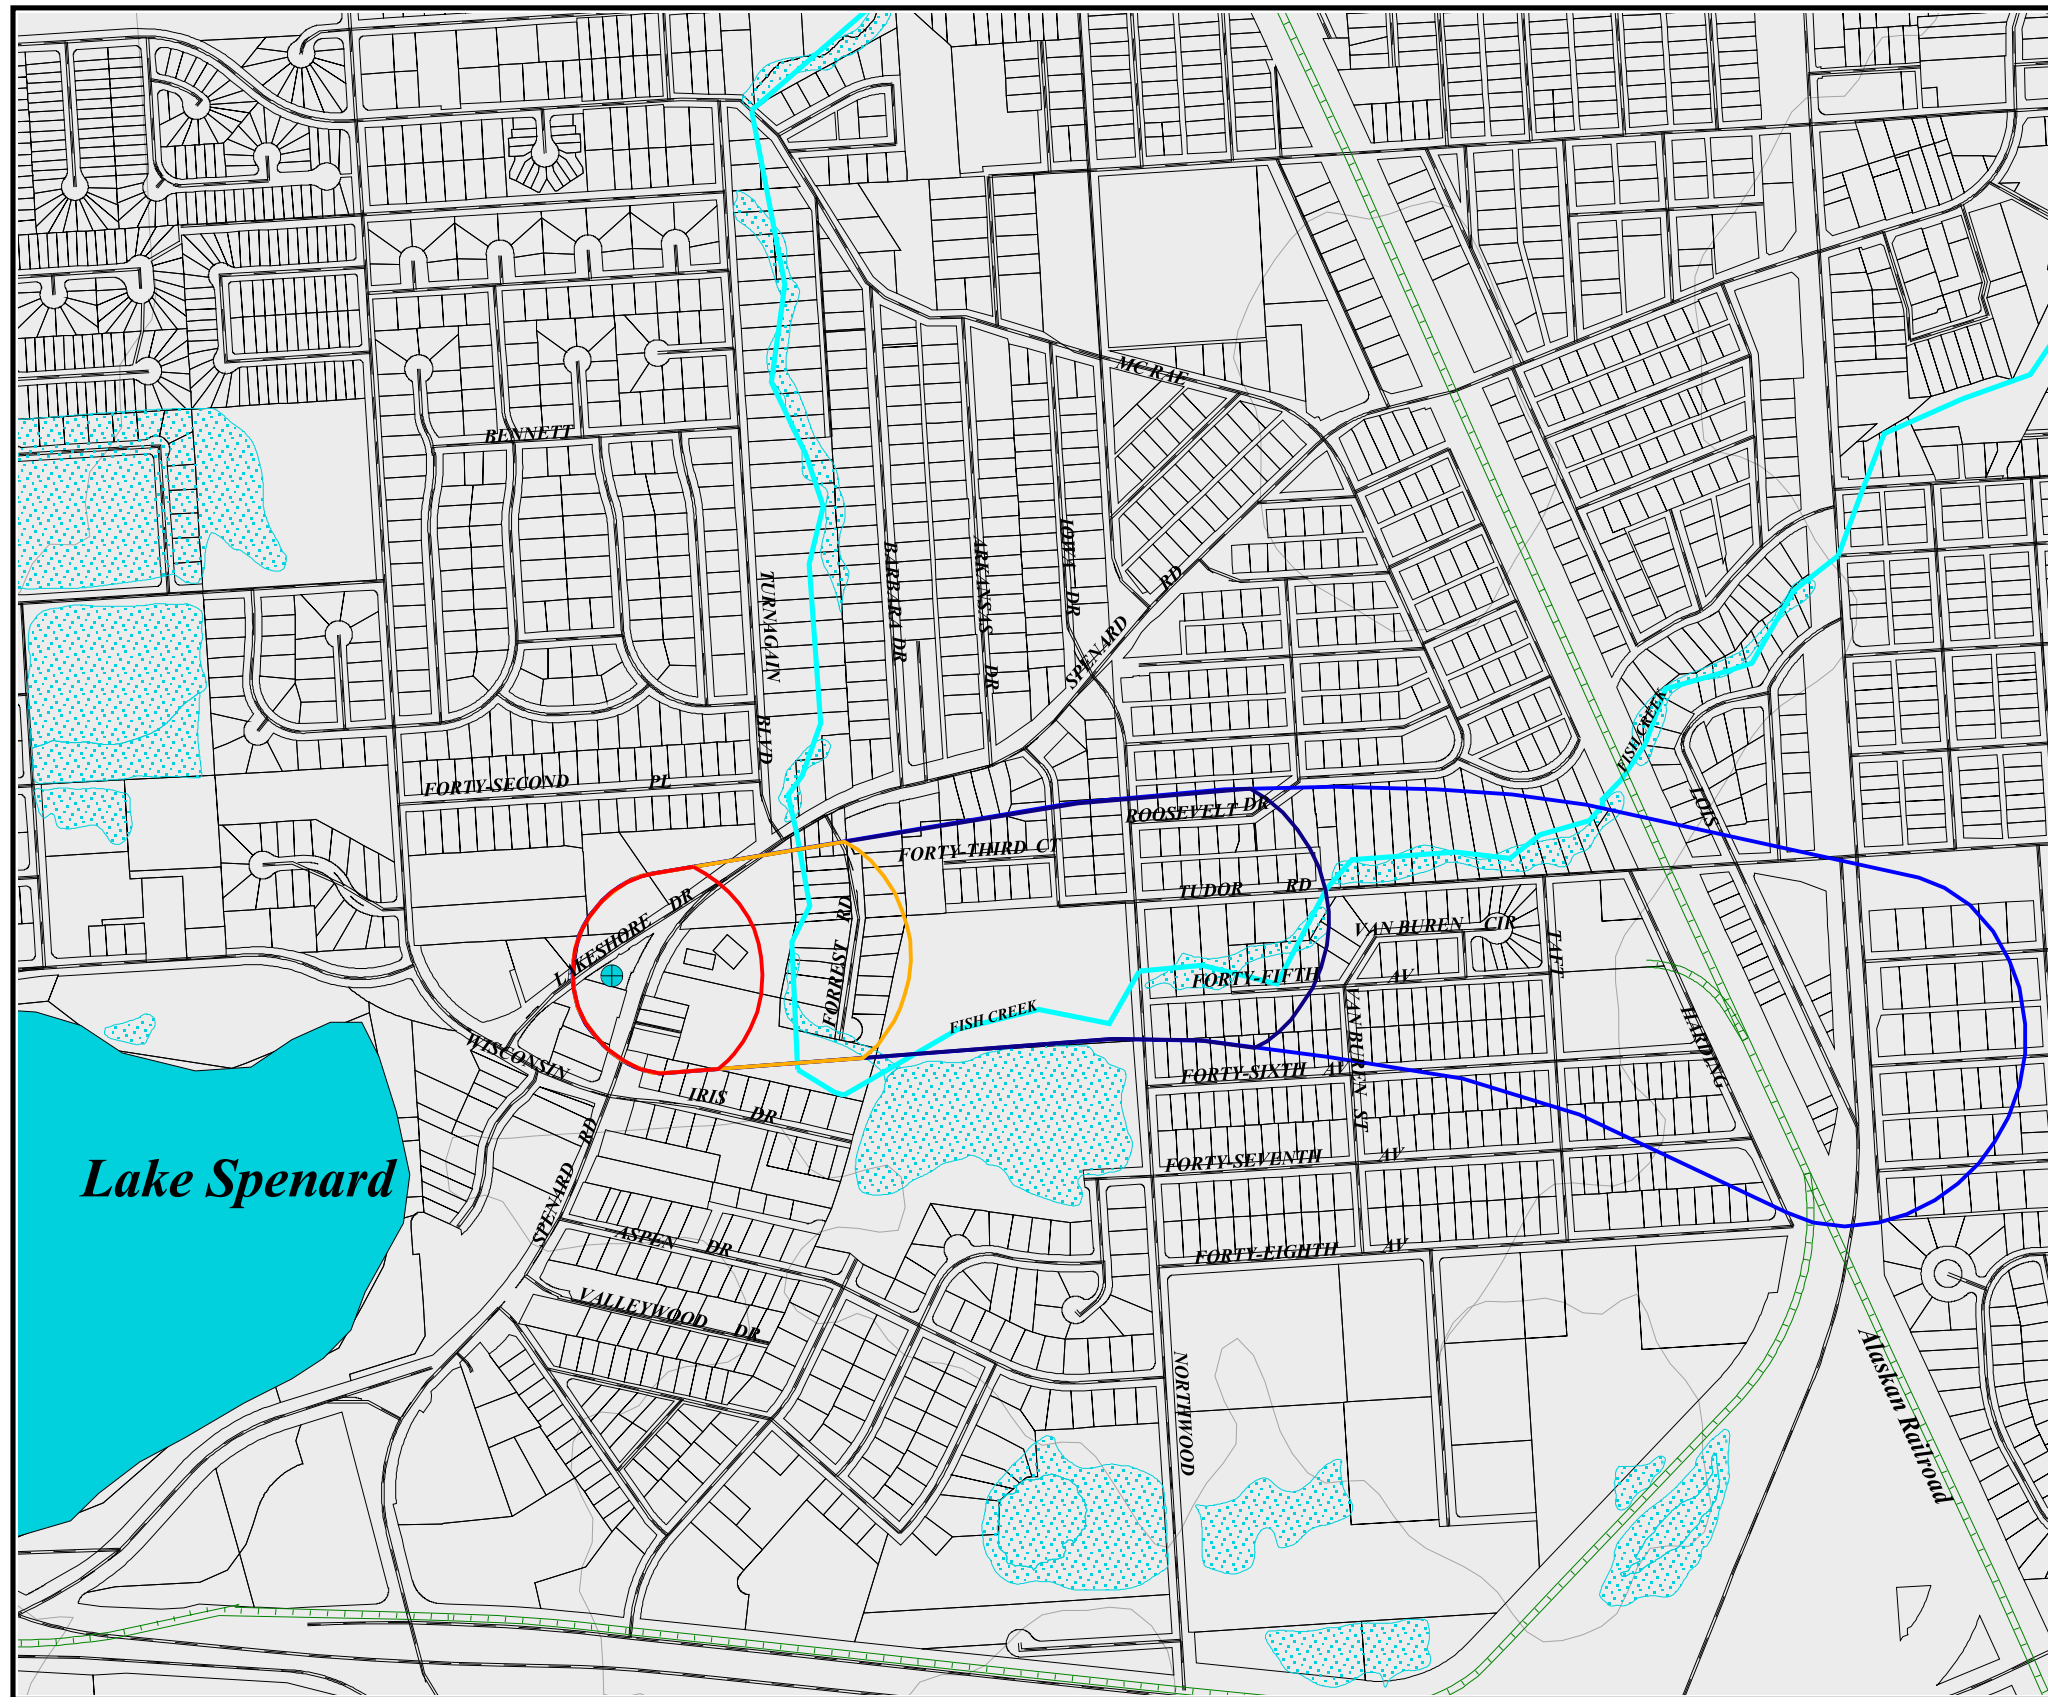 MC RAE
BENNETT
TURNAGAIN BLVD
BARBARA DR
ARKANSAS DR
IOWA DR
SPENARD RD
FORTY-SECOND PL
FISH CREEK
LOIS
ROOSEVELT DR
FORTY-THIRD CT
TUDOR RD
LAKESHORE DR
FORREST RD
VAN BUREN CIR
TAFT
FORTY-FIFTH AV
FISH CREEK
VAN BUREN ST
HARDING
WISCONSIN
FORTY-SIXTH AV
IRIS DR
SPENARD RD
Lake Spenard
FORTY-SEVENTH AV
ASPEN DR
FORTY-EIGHTH AV
VALLEYWOOD DR
NORTHWOOD
Alaskan Railroad